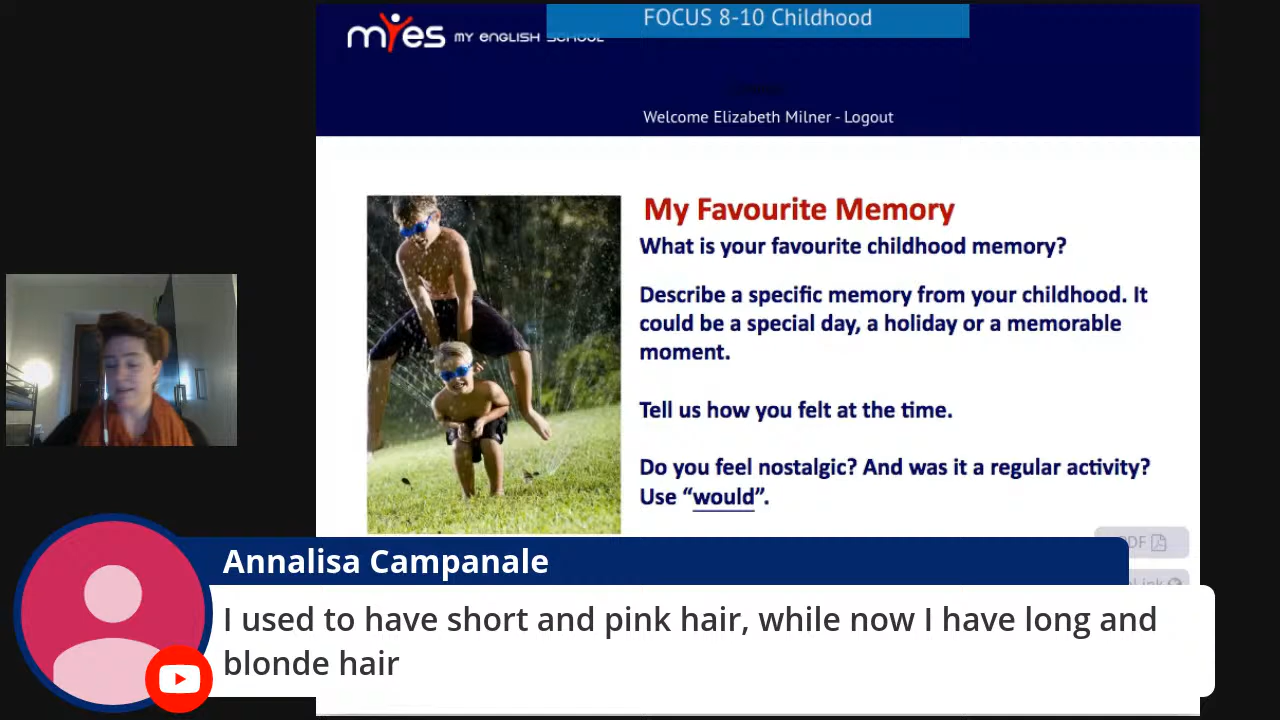 FOCUS 8-10 Childhood
myes MY ENGLISH SCHOOL
Welcome Elizabeth Milner - Logout
My Favourite Memory
What is your favourite childhood memory?
Describe a specific memory from your childhood. It
could be a special day, a holiday or a memorable
moment.
Tell us how you felt at the time.
Do you feel nostalgic? And was it a regular activity?
Use “would”.
PDF
Annalisa Campanale
I used to have short and pink hair, while now I have long and
blonde hair